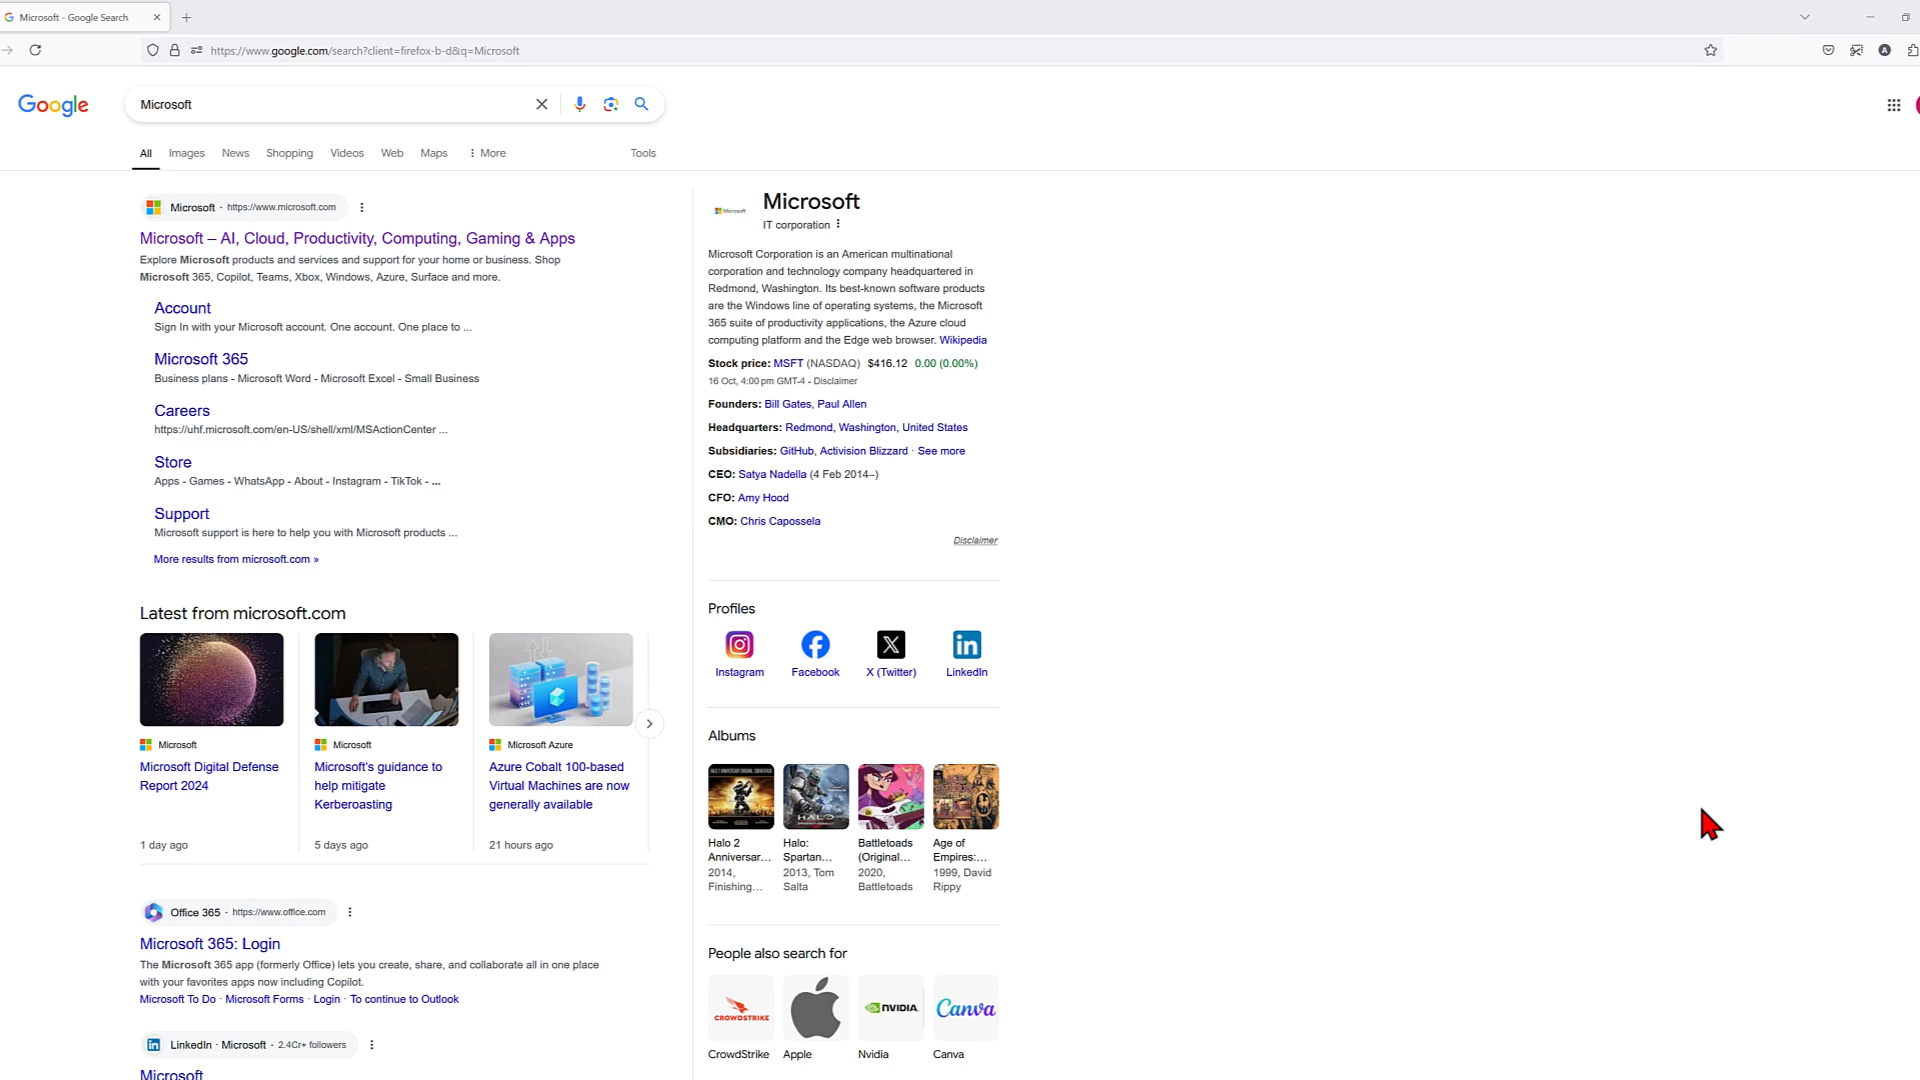 Microsoft - Google Search
https://www.google.com/search?client=firefox-b-d&q=Microsoft
Google
Microsoft
All Images News Shopping Videos Web Maps More Tools
Microsoft · https://www.microsoft.com
Microsoft – AI, Cloud, Productivity, Computing, Gaming & Apps
Explore Microsoft products and services and support for your home or business. Shop
Microsoft 365, Copilot, Teams, Xbox, Windows, Azure, Surface and more.
Account
Sign In with your Microsoft account. One account. One place to ...
Microsoft 365
Business plans - Microsoft Word - Microsoft Excel - Small Business
Careers
https://uhf.microsoft.com/en-US/shell/xml/MSActionCenter ...
Store
Apps - Games - WhatsApp - About - Instagram - TikTok - ...
Support
Microsoft support is here to help you with Microsoft products ...
More results from microsoft.com »
Latest from microsoft.com
Microsoft
Microsoft Digital Defense
Report 2024
1 day ago
Microsoft
Microsoft's guidance to
help mitigate
Kerberoasting
5 days ago
Microsoft Azure
Azure Cobalt 100-based
Virtual Machines are now
generally available
21 hours ago
Office 365 · https://www.office.com
Microsoft 365: Login
The Microsoft 365 app (formerly Office) lets you create, share, and collaborate all in one place
with your favorites apps now including Copilot.
Microsoft To Do · Microsoft Forms · Login · To continue to Outlook
LinkedIn · Microsoft · 2.4Cr+ followers
Microsoft
Microsoft
Microsoft
IT corporation
Microsoft Corporation is an American multinational
corporation and technology company headquartered in
Redmond, Washington. Its best-known software products
are the Windows line of operating systems, the Microsoft
365 suite of productivity applications, the Azure cloud
computing platform and the Edge web browser. Wikipedia
Stock price: MSFT (NASDAQ) $416.12 0.00 (0.00%)
16 Oct, 4:00 pm GMT-4 - Disclaimer
Founders: Bill Gates, Paul Allen
Headquarters: Redmond, Washington, United States
Subsidiaries: GitHub, Activision Blizzard · See more
CEO: Satya Nadella (4 Feb 2014–)
CFO: Amy Hood
CMO: Chris Capossela
Disclaimer
Profiles
Instagram Facebook X (Twitter) LinkedIn
Albums
HALO
Halo 2
Anniversar...
2014,
Finishing...
Halo:
Spartan...
2013, Tom
Salta
Battletoads
(Original...
2020,
Battletoads
Age of
Empires:...
1999, David
Rippy
People also search for
CROWDSTRIKE
NVIDIA
Canva
CrowdStrike Apple Nvidia Canva